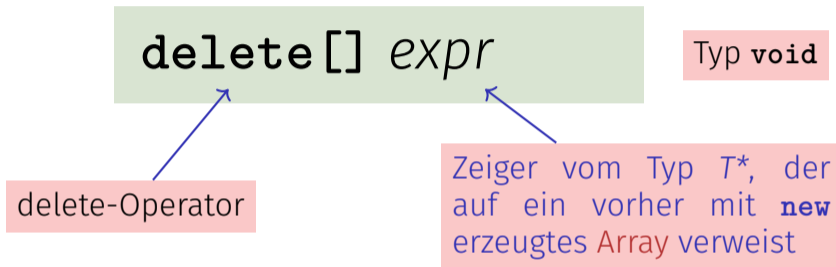 delete[] expr
Typ void
delete-Operator
Zeiger vom Typ T*, der
auf ein vorher mit new
erzeugtes Array verweist